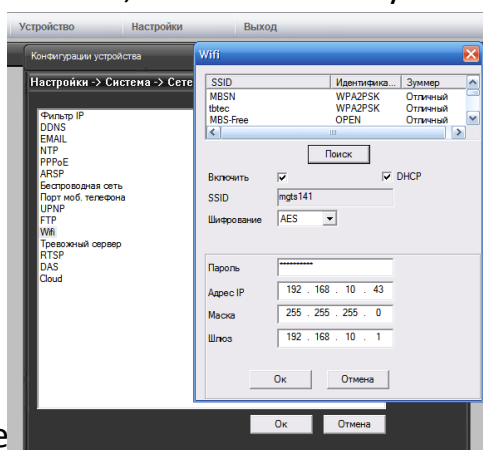 Устройство Настройки Выход
Конфигурации устройства
Настройки -> Система -> Сете
Фильтр IP
DDNS
EMAIL
NTP
PPPoE
ARSP
Беспроводная сеть
Порт моб. телефона
UPNP
FTP
Wifi
Тревожный сервер
RTSP
DAS
Cloud
Ок Отмена
Wifi
SSID Идентифика... Зуммер
MBSN WPA2PSK Отличный
tbtec WPA2PSK Отличный
MBS-Free OPEN Отличный
Поиск
Включить DHCP
SSID mgts141
Шифрование AES
Пароль **********
Адрес IP 192 . 168 . 10 . 43
Маска 255 . 255 . 255 . 0
Шлюз 192 . 168 . 10 . 1
Ок Отмена
е